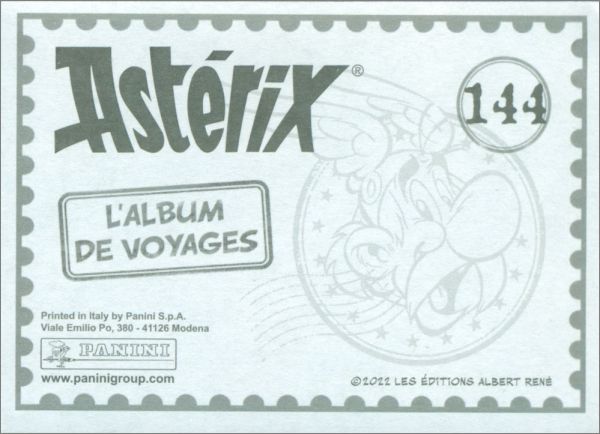 Astérix®
144
L'ALBUM
DE VOYAGES
Printed in Italy by Panini S.p.A.
Viale Emilio Po, 380 - 41126 Modena
PANINI
www.paninigroup.com
©2022 LES ÉDITIONS ALBERT RENÉ